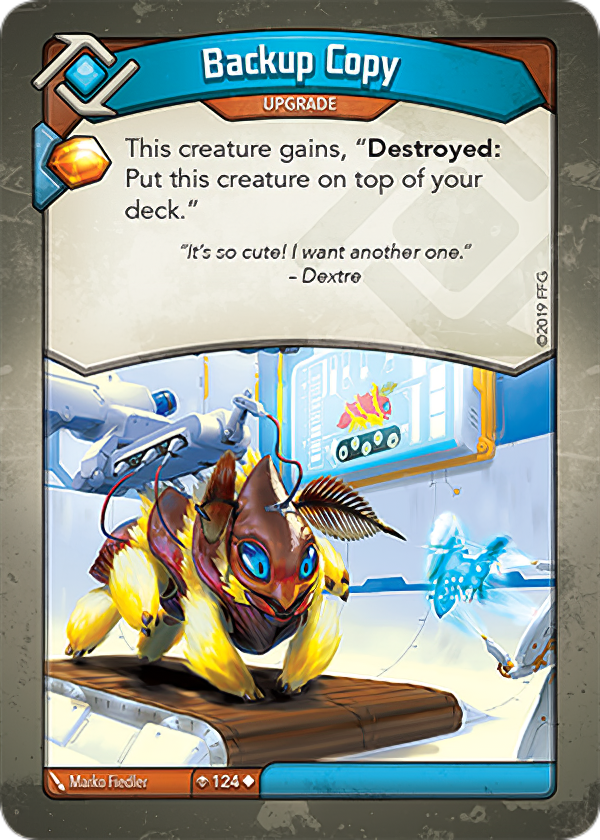 Backup Copy
UPGRADE
This creature gains, “Destroyed:
Put this creature on top of your
deck.”
“It’s so cute! I want another one.”
– Dextre
©2019 FFG
Marko Fiedler
124